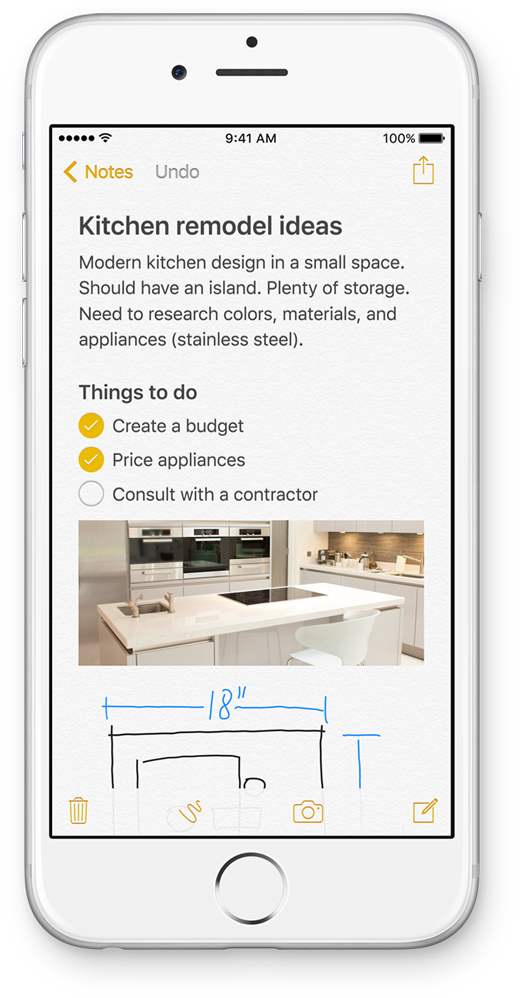 9:41 AM
100%
Notes
Undo
Kitchen remodel ideas
Modern kitchen design in a small space.
Should have an island. Plenty of storage.
Need to research colors, materials, and
appliances (stainless steel).
Things to do
Create a budget
Price appliances
Consult with a contractor
18"